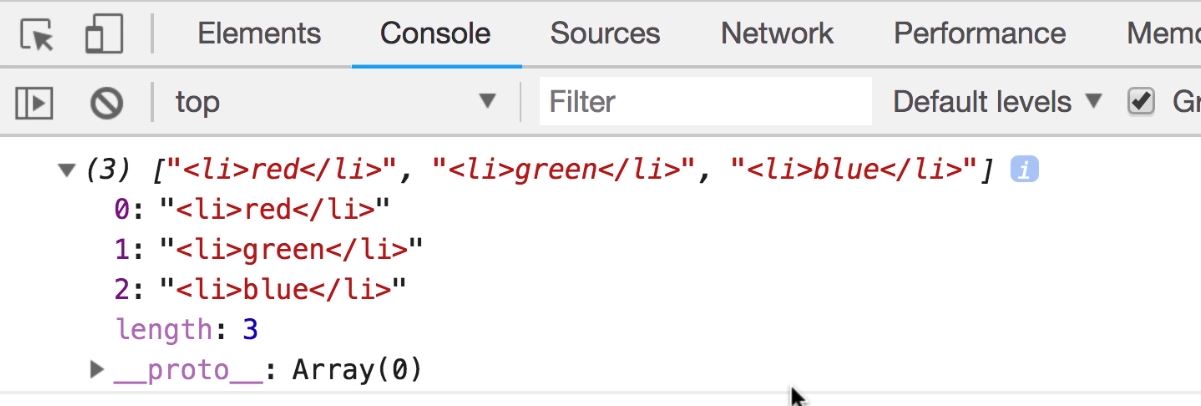 Elements Console Sources Network Performance Memo
top Filter Default levels Gr
(3) ["<li>red</li>", "<li>green</li>", "<li>blue</li>"] i
0: "<li>red</li>"
1: "<li>green</li>"
2: "<li>blue</li>"
length: 3
__proto__: Array(0)